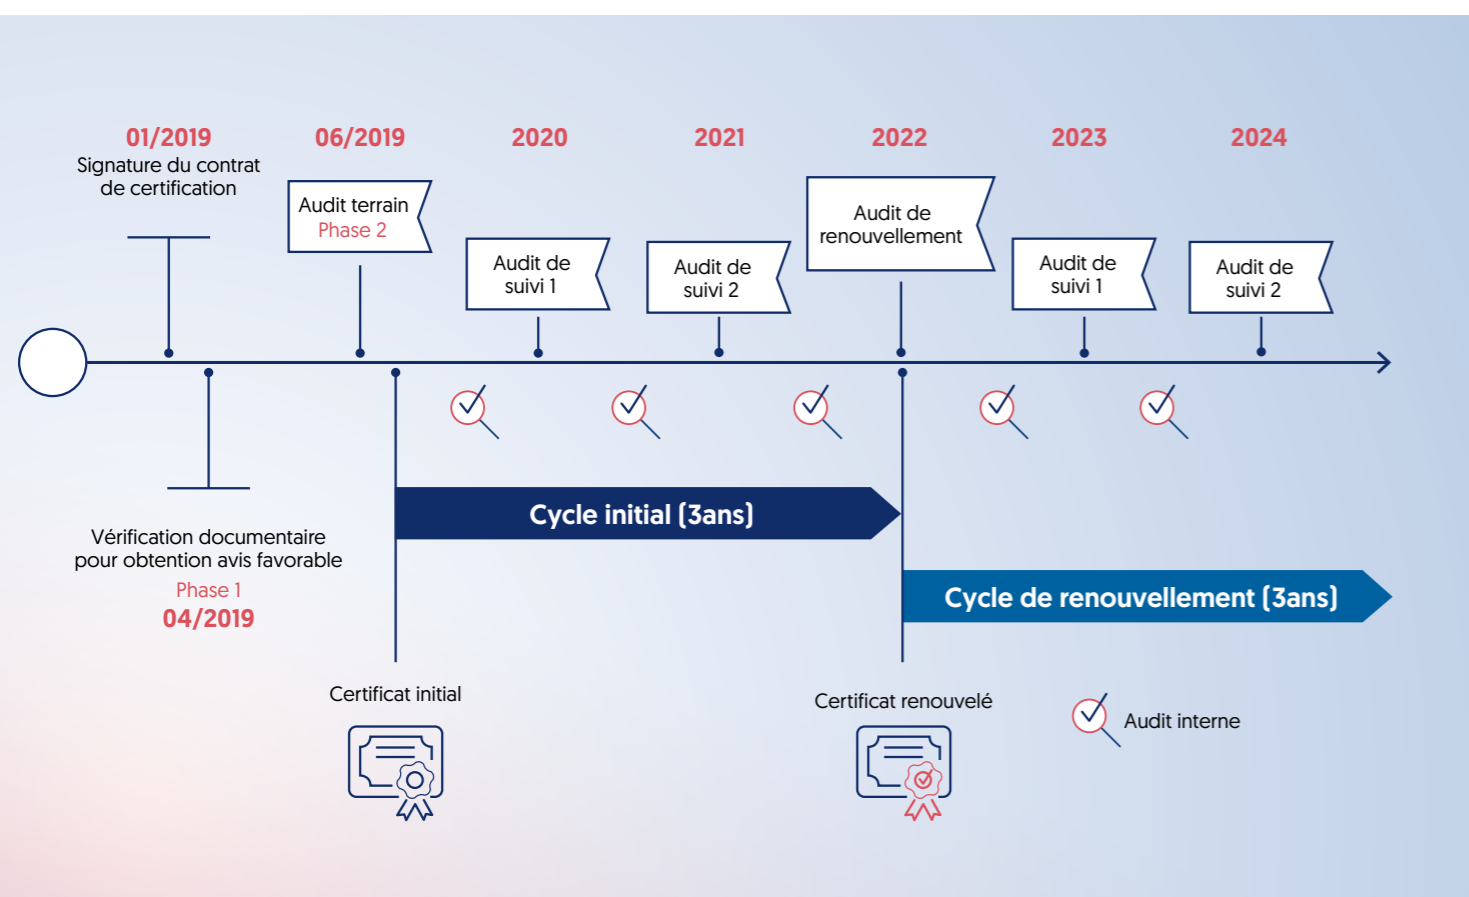 01/2019
Signature du contrat
de certification
06/2019
Audit terrain
Phase 2
2020
Audit de
suivi 1
2021
Audit de
suivi 2
2022
Audit de
renouvellement
2023
Audit de
suivi 1
2024
Audit de
suivi 2
Vérification documentaire
pour obtention avis favorable
Phase 1
04/2019
Cycle initial (3ans)
Cycle de renouvellement (3ans)
Certificat initial
Certificat renouvelé
Audit interne